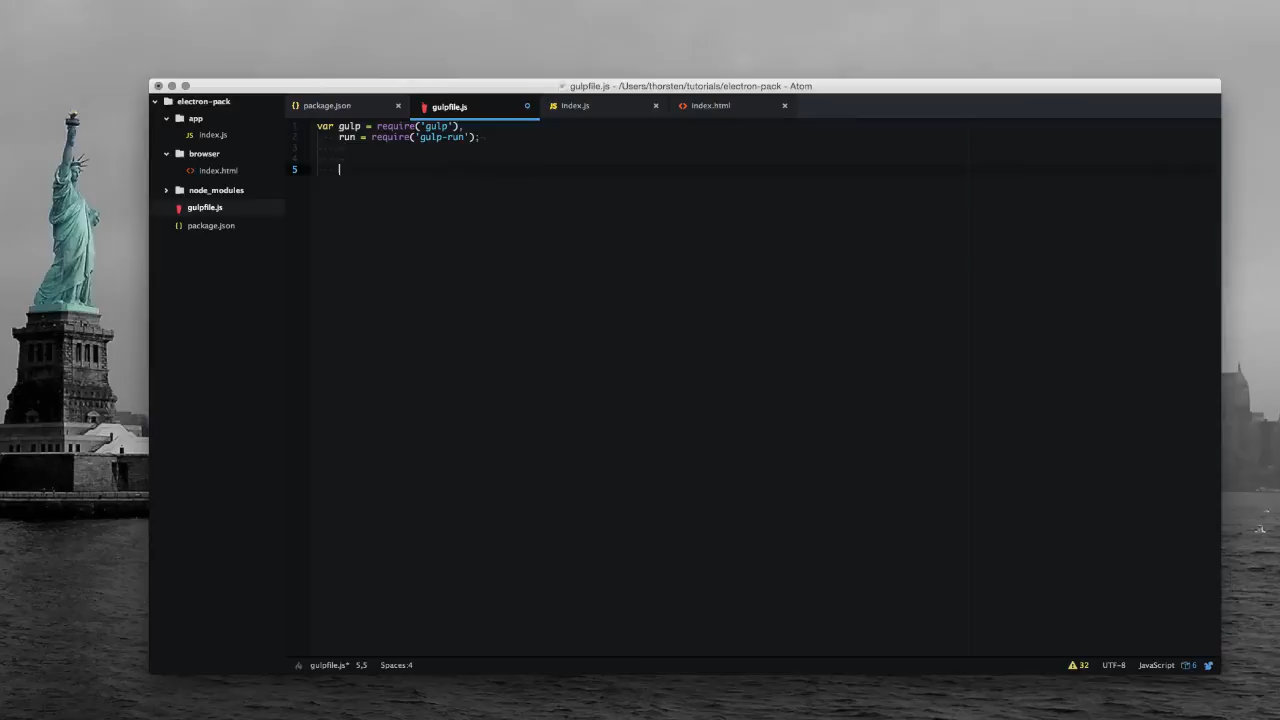 gulpfile.js - /Users/thorsten/tutorials/electron-pack - Atom
electron-pack
app
index.js
browser
index.html
node_modules
gulpfile.js
package.json
package.json
gulpfile.js
index.js
index.html
1 var gulp = require('gulp'),
2 run = require('gulp-run');
3
4
5
gulpfile.js* 5,5 Spaces:4
32 UTF-8 JavaScript 6